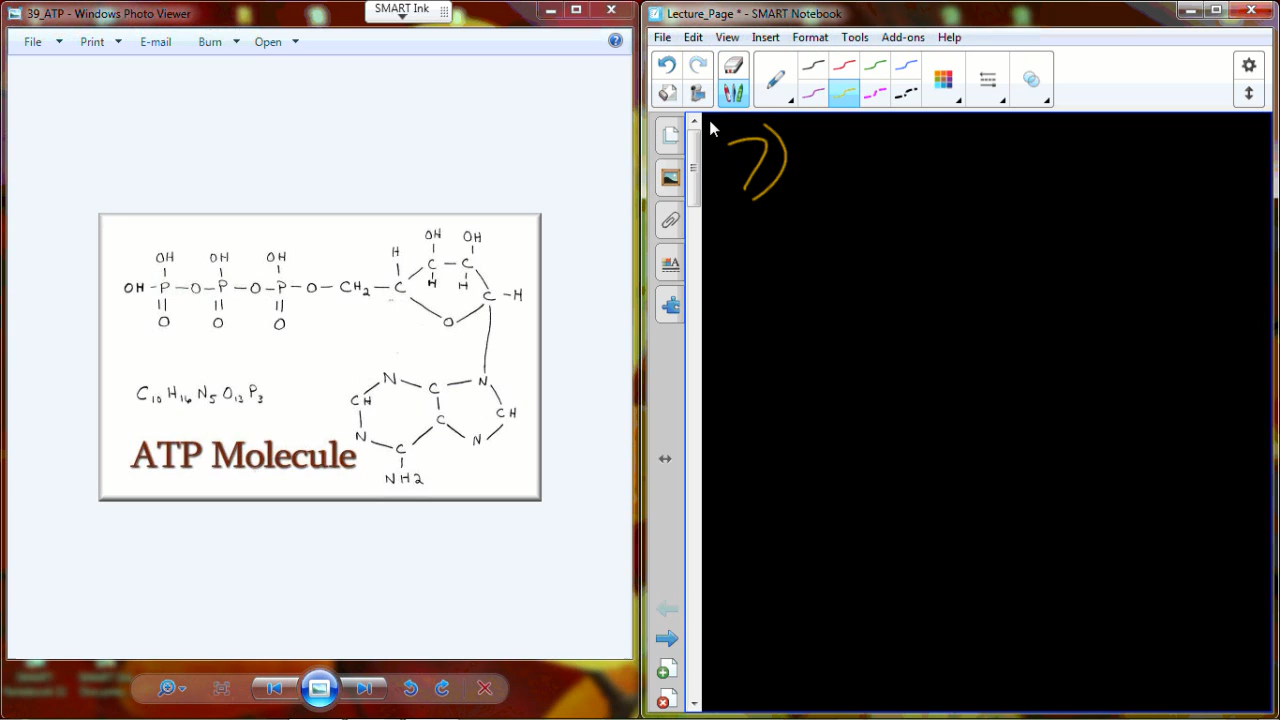 39_ATP - Windows Photo Viewer
SMART Ink
File Print E-mail Burn Open
OH OH OH H OH OH
OH - P - O - P - O - P - O - CH2 - C C - C
H H C - H
O O O O
N C N
C10 H16 N5 O13 P3
CH C CH
N C N
ATP Molecule
NH2
Lecture_Page * - SMART Notebook
File Edit View Insert Format Tools Add-ons Help
7)